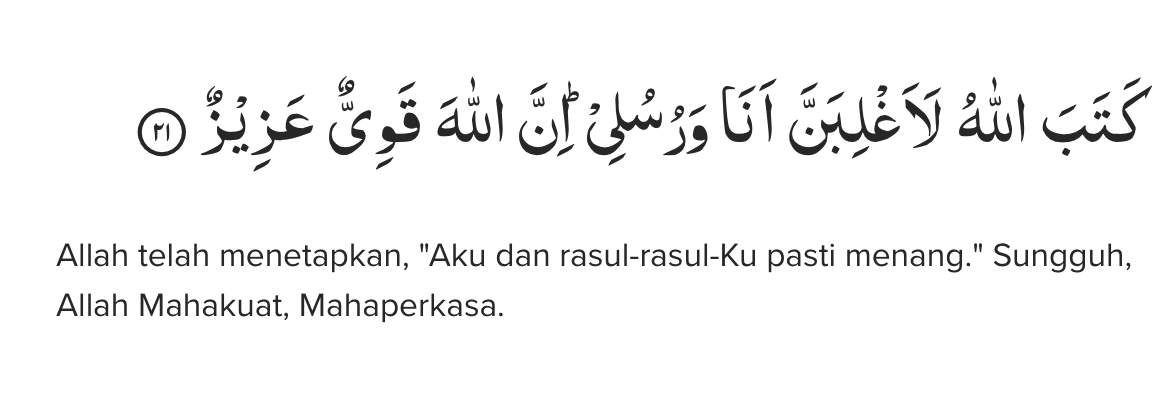 كَتَبَ اللّٰهُ لَاَغْلِبَنَّ اَنَا۠ وَرُسُلِيْۗ اِنَّ اللّٰهَ قَوِيٌّ عَزِيْزٌ ٢١
Allah telah menetapkan, "Aku dan rasul-rasul-Ku pasti menang." Sungguh,
Allah Mahakuat, Mahaperkasa.